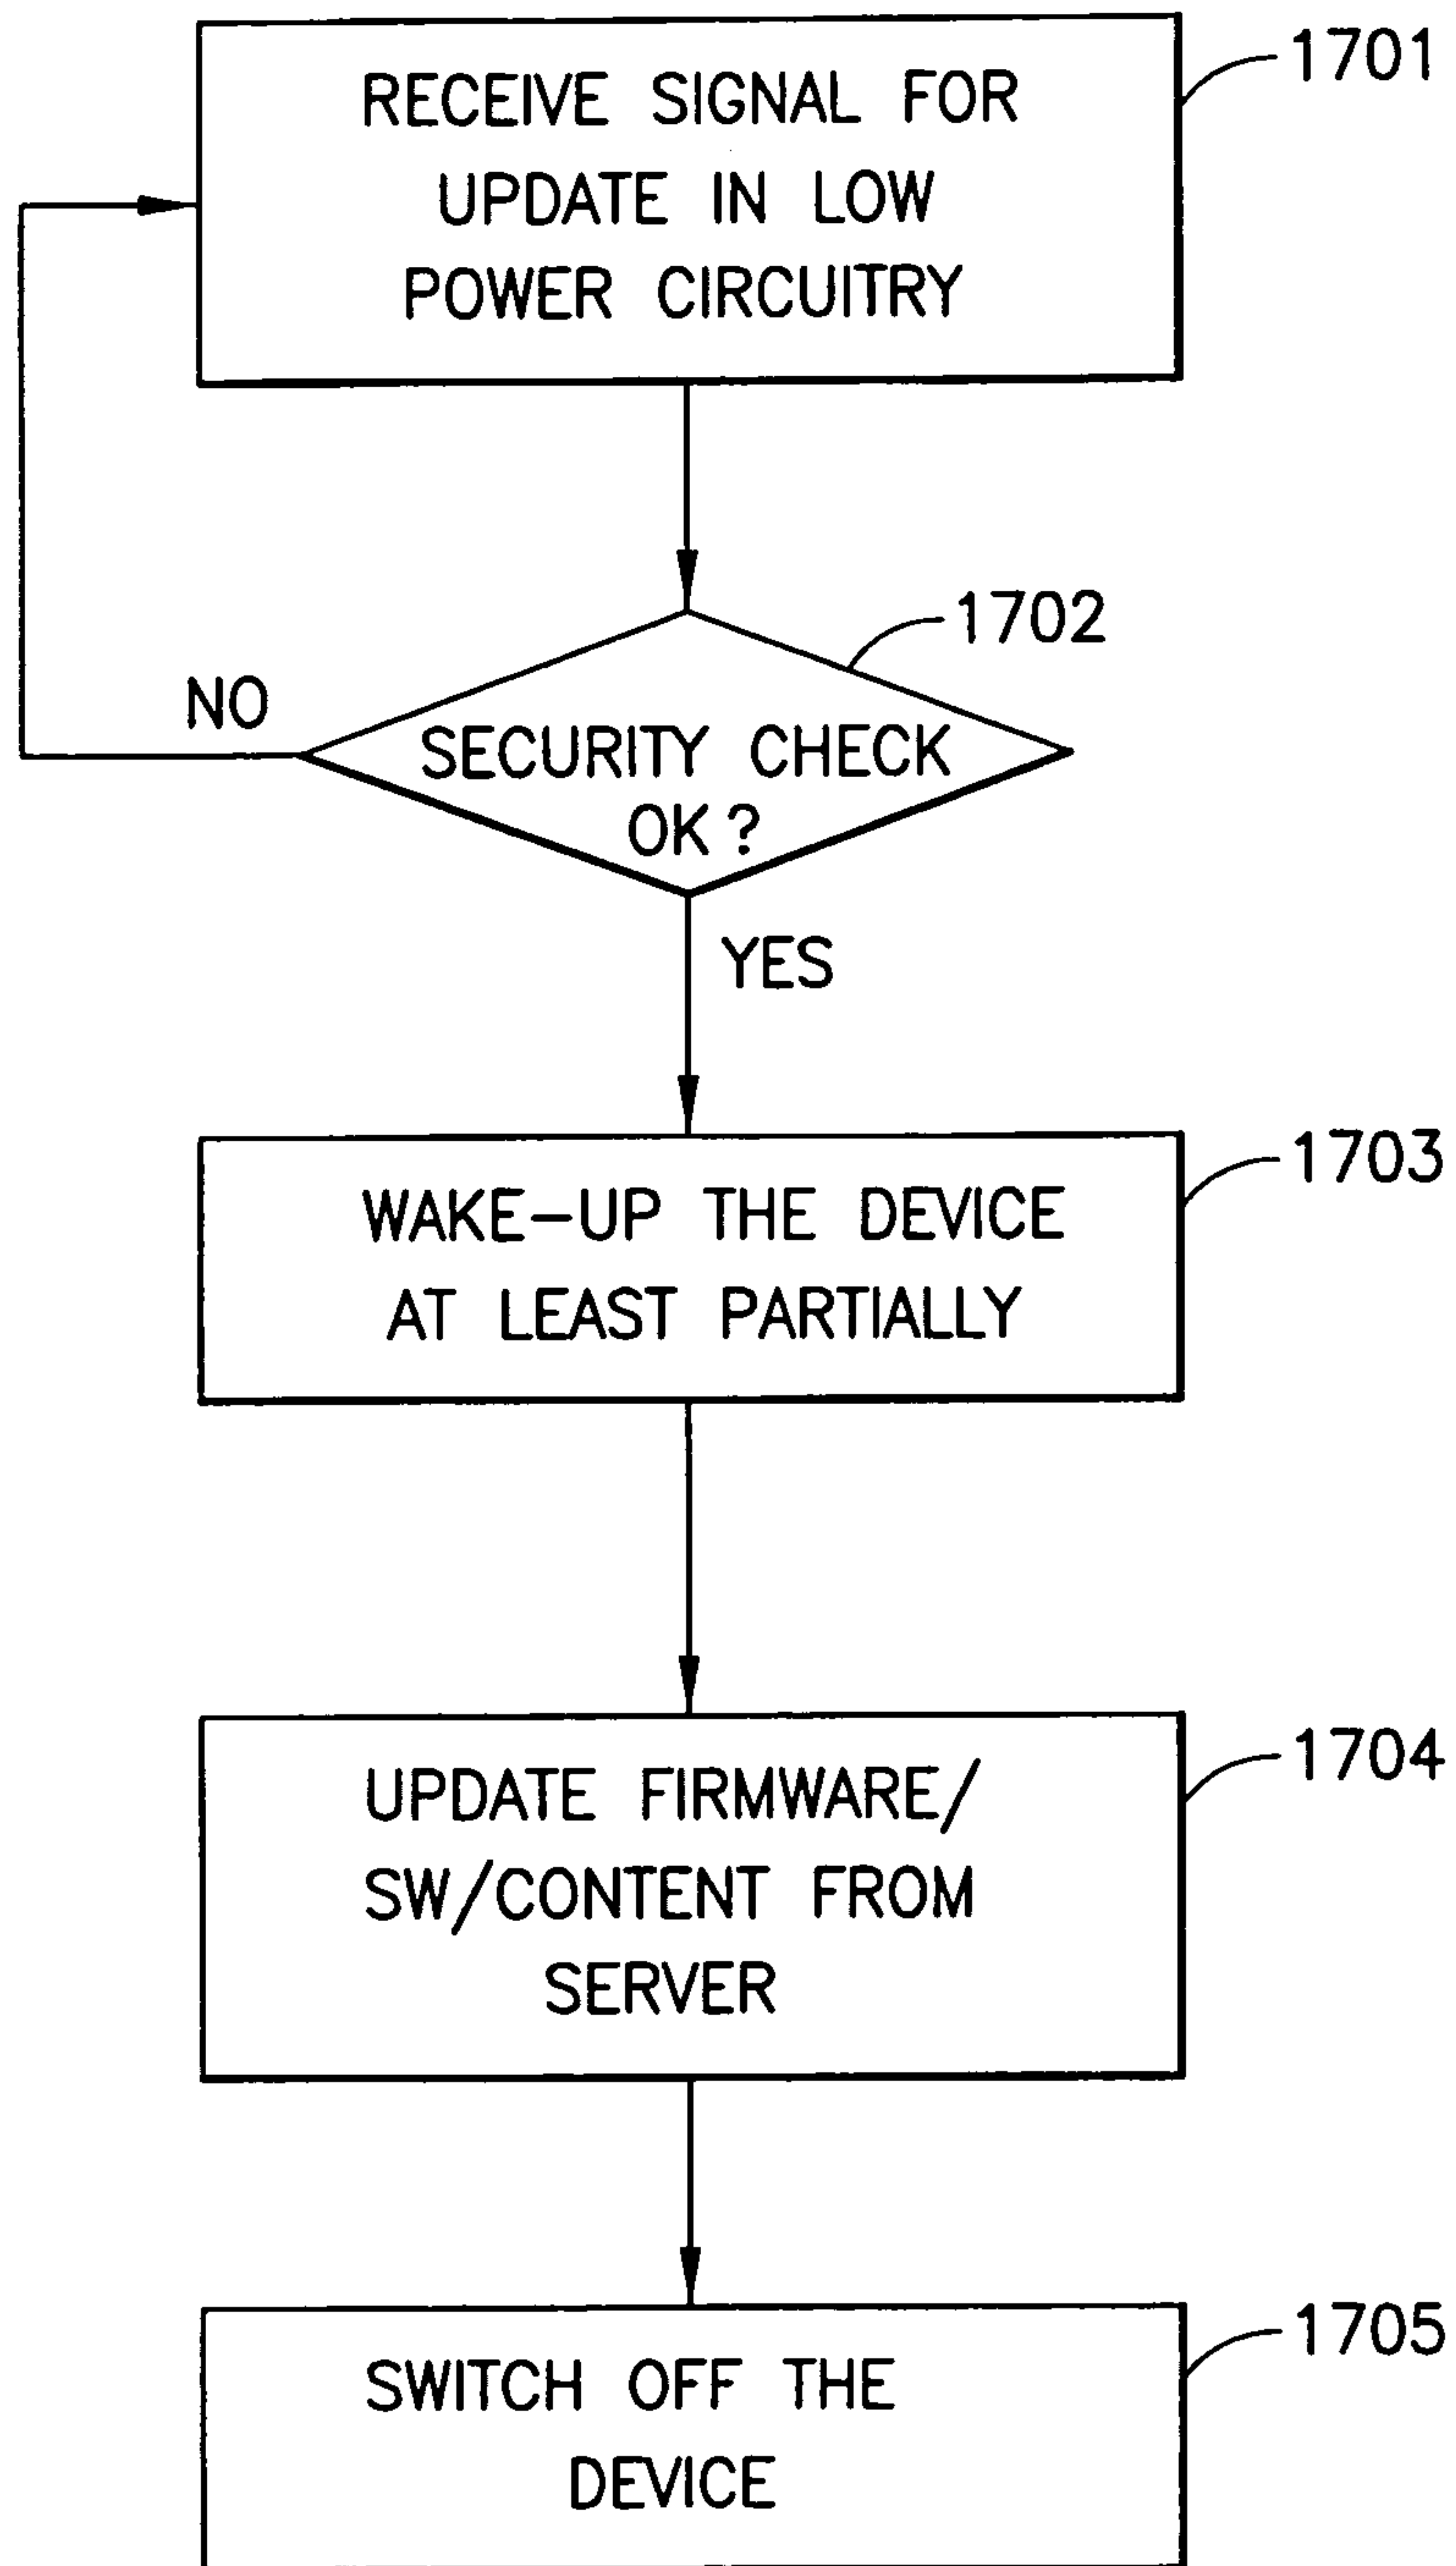 1701
RECEIVE SIGNAL FOR
UPDATE IN LOW
POWER CIRCUITRY
1702
NO
SECURITY CHECK
OK?
YES
1703
WAKE-UP THE DEVICE
AT LEAST PARTIALLY
1704
UPDATE FIRMWARE/
SW/CONTENT FROM
SERVER
1705
SWITCH OFF THE
DEVICE